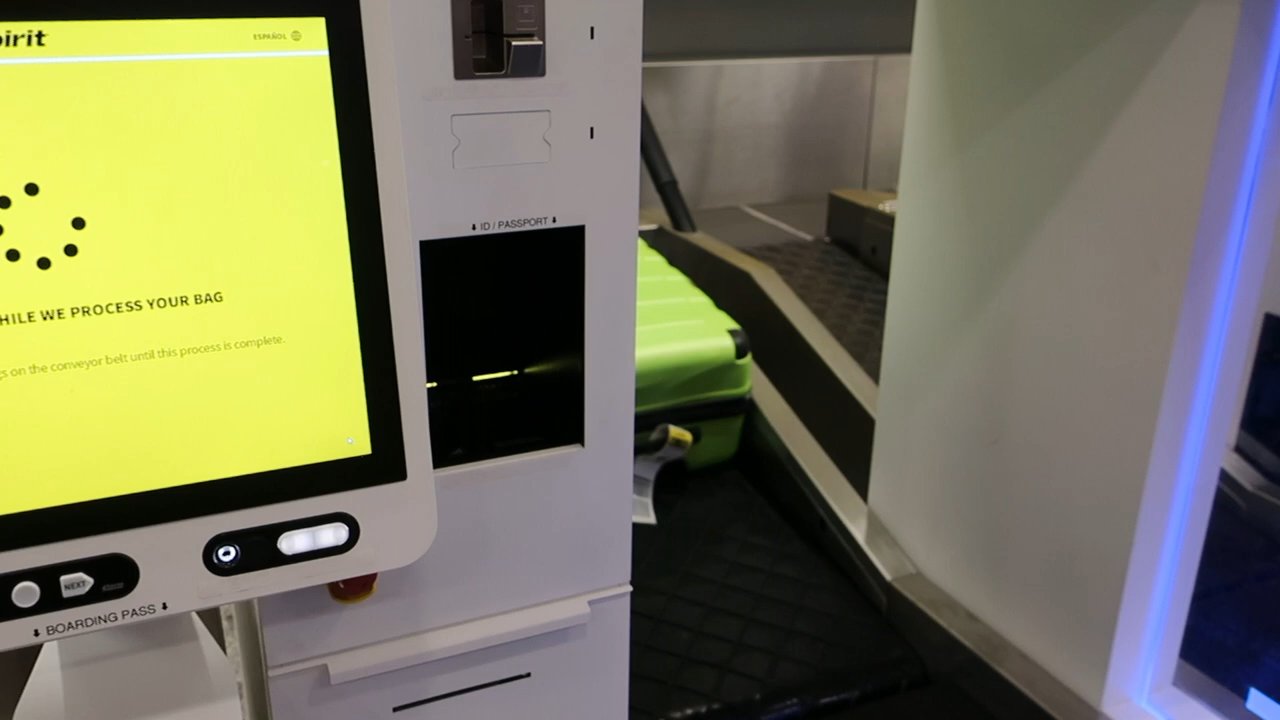 pirit
ESPAÑOL
HILE WE PROCESS YOUR BAG
gs on the conveyor belt until this process is complete.
ID / PASSPORT
NEXT
BOARDING PASS